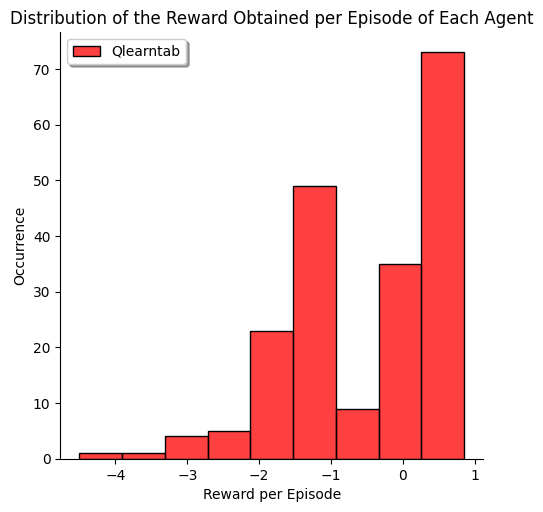 Distribution of the Reward Obtained per Episode of Each Agent
Qlearntab
70
60
50
40
30
20
10
0
Occurrence
−4 −3 −2 −1 0 1
Reward per Episode